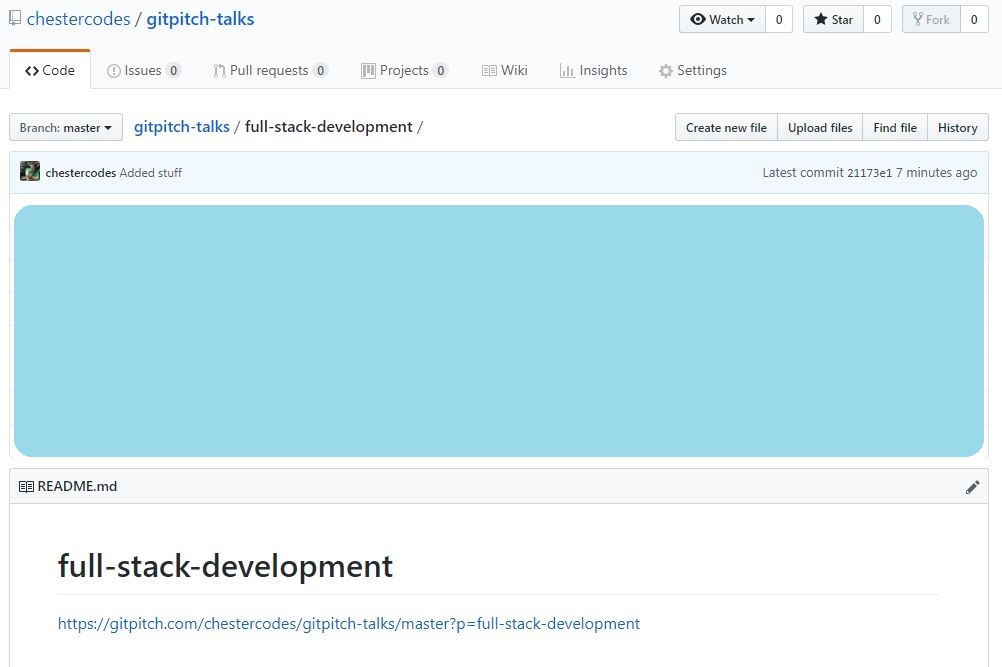 chestercodes / gitpitch-talks Watch 0 Star 0 Fork 0
Code Issues 0 Pull requests 0 Projects 0 Wiki Insights Settings
Branch: master gitpitch-talks / full-stack-development / Create new file Upload files Find file History
chestercodes Added stuff Latest commit 21173e1 7 minutes ago
README.md
full-stack-development
https://gitpitch.com/chestercodes/gitpitch-talks/master?p=full-stack-development